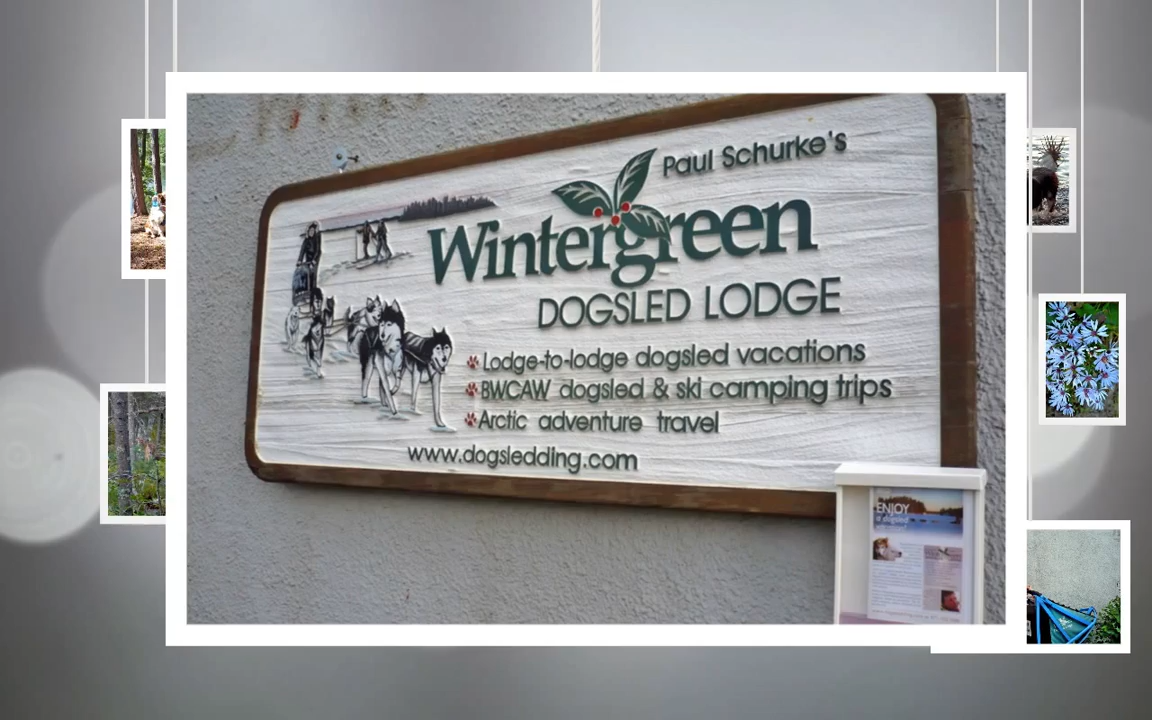 Paul Schurke's
Wintergreen
DOGSLED LODGE
Lodge-to-lodge dogsled vacations
BWCAW dogsled & ski camping trips
Arctic adventure travel
www.dogsledding.com
ENJOY
a dogsled